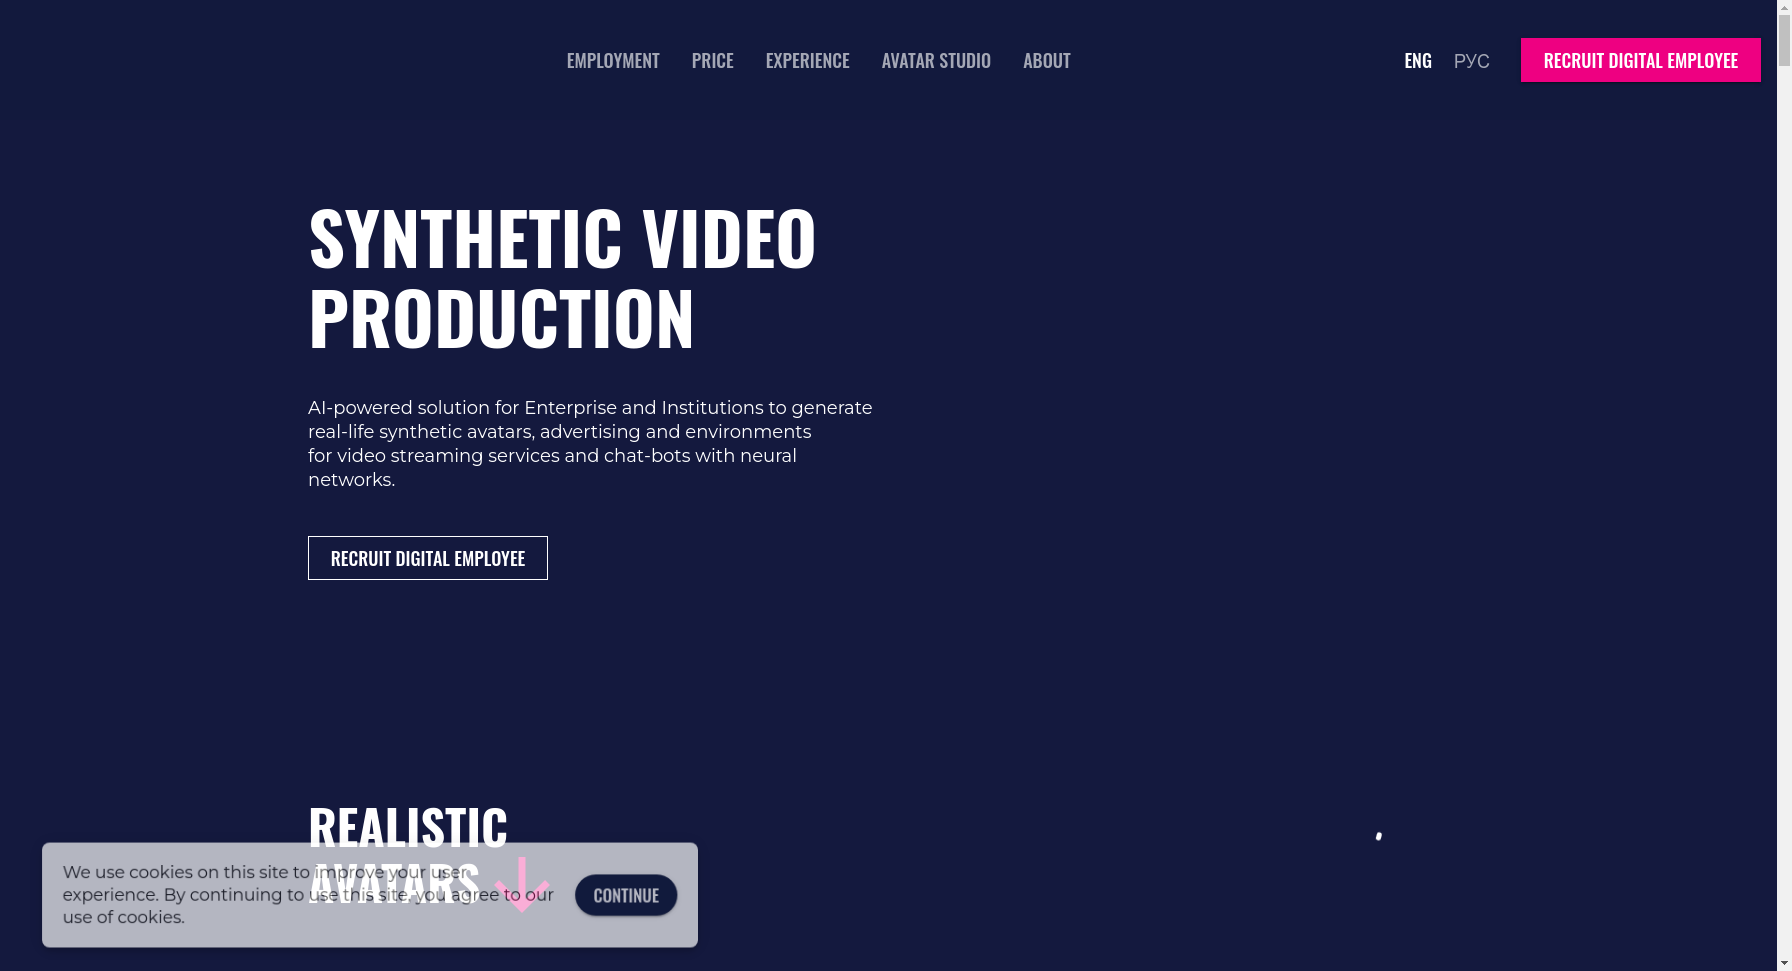 EMPLOYMENT PRICE EXPERIENCE AVATAR STUDIO ABOUT ENG РУС RECRUIT DIGITAL EMPLOYEE
SYNTHETIC VIDEO
PRODUCTION
AI-powered solution for Enterprise and Institutions to generate
real-life synthetic avatars, advertising and environments
for video streaming services and chat-bots with neural
networks.
RECRUIT DIGITAL EMPLOYEE
REALISTIC
AVATARS
We use cookies on this site to improve your user
experience. By continuing to use this site, you agree to our
use of cookies.
CONTINUE